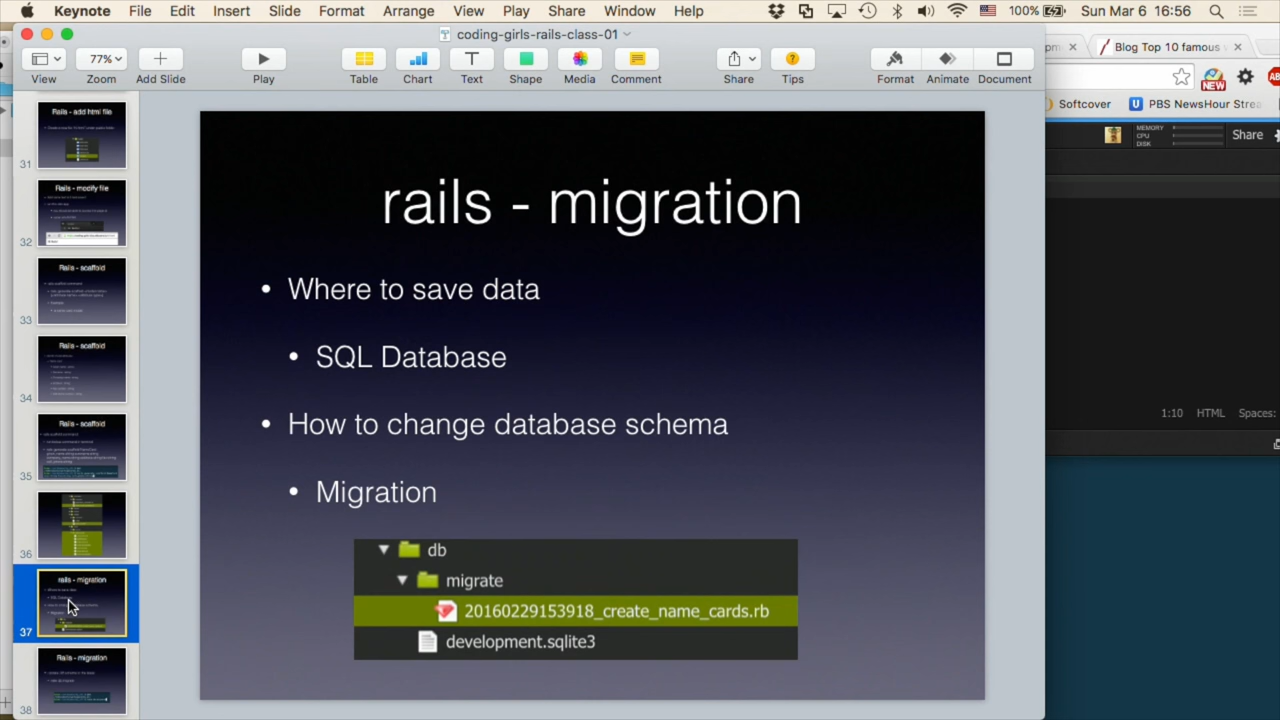 Keynote File Edit Insert Slide Format Arrange View Play Share Window Help 100% Sun Mar 6 16:56
coding-girls-rails-class-01
Blog Top 10 famous
77%
View Zoom Add Slide Play Table Chart Text Shape Media Comment Share Tips Format Animate Document
NEW
AB
Softcover PBS NewsHour Strea
MEMORY
CPU
DISK
Share
Rails - add html file
31
Rails - modify file
32
Rails - scaffold
33
Rails - scaffold
34
Rails - scaffold
35
36
rails - migration
37
Rails - migration
38
rails - migration
• Where to save data
• SQL Database
• How to change database schema
• Migration
db
migrate
20160229153918_create_name_cards.rb
development.sqlite3
1:10 HTML Spaces: